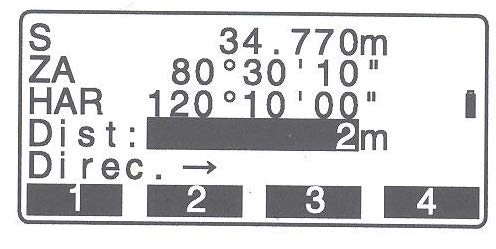 S 34.770m
ZA 80°30'10"
HAR 120°10'00"
Dist: 2m
Direc. →
1 2 3 4